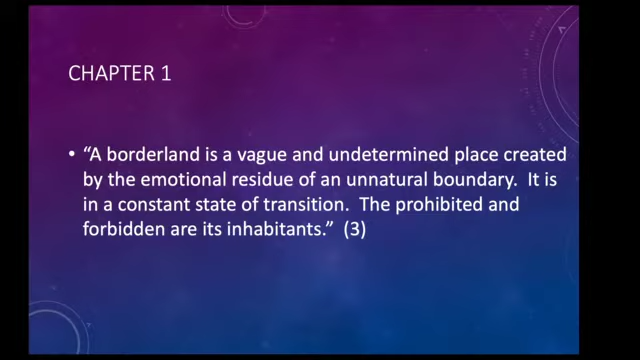 CHAPTER 1
• “A borderland is a vague and undetermined place created
by the emotional residue of an unnatural boundary.  It is
in a constant state of transition.  The prohibited and
forbidden are its inhabitants.”  (3)